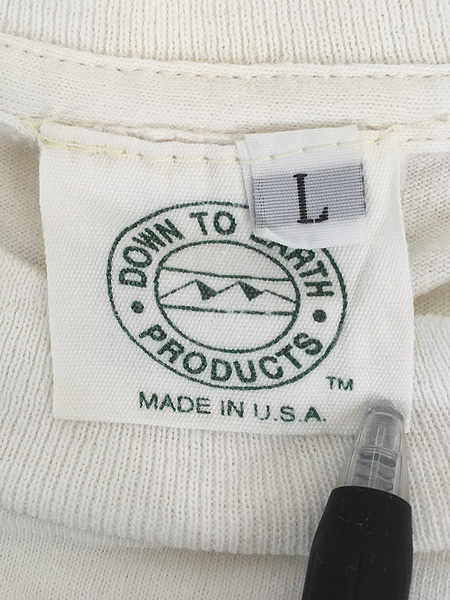 L
DOWN TO EARTH
PRODUCTS
TM
MADE IN U.S.A.